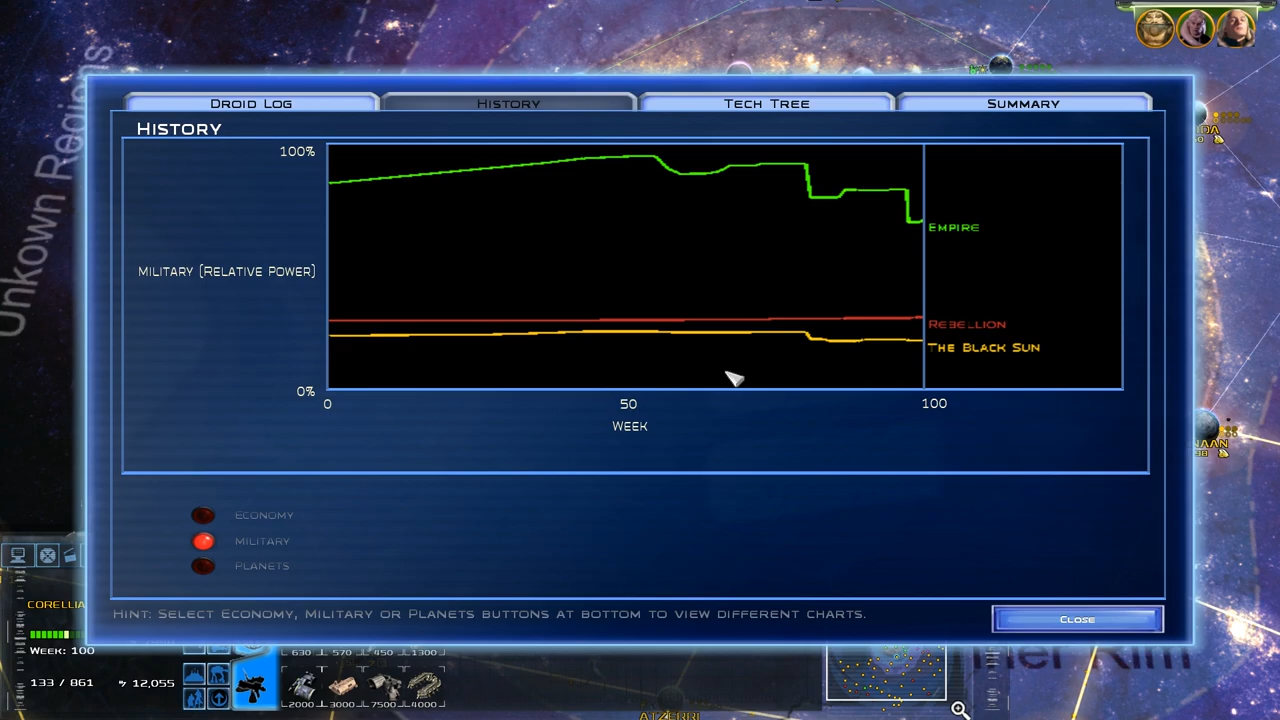 DROID LOG
HISTORY
TECH TREE
SUMMARY
HISTORY
100%
MILITARY (RELATIVE POWER)
0%
EMPIRE
REBELLION
THE BLACK SUN
0
50
100
WEEK
ECONOMY
MILITARY
PLANETS
HINT: SELECT ECONOMY, MILITARY OR PLANETS BUTTONS AT BOTTOM TO VIEW DIFFERENT CHARTS.
CLOSE
Unkown Regions
CORELLIA
WEEK: 100
133 / 861
12,055
630
570
450
1300
2000
3000
7500
4000
ATZERRI
Rim